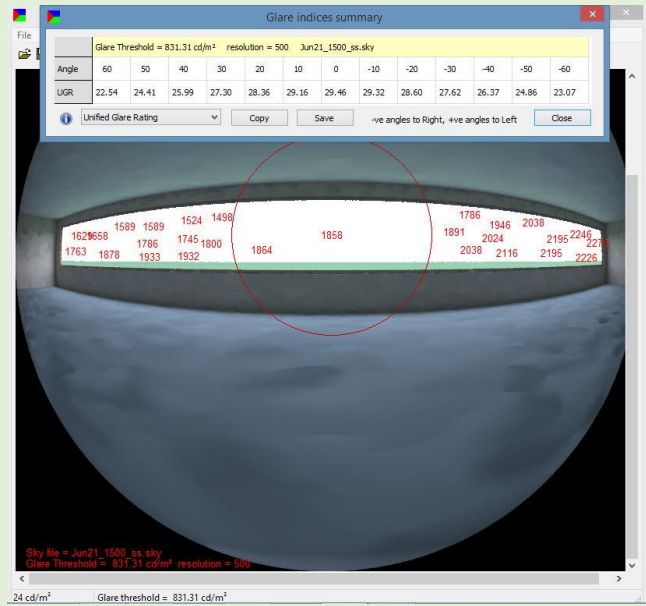 Glare indices summary
File
Glare Threshold = 831.31 cd/m² resolution = 500 Jun21_1500_ss.sky
Angle 60 50 40 30 20 10 0 -10 -20 -30 -40 -50 -60
UGR 22.54 24.41 25.99 27.30 28.36 29.16 29.46 29.32 28.60 27.62 26.37 24.86 23.07
Unified Glare Rating Copy Save -ve angles to Right, +ve angles to Left Close
1589 1589 1524 1498 1786 1946 2038
1629 1658 1786 1745 1800 1858 1891 2024 2195 2246
1763 1878 1933 1932 1864 2038 2116 2195 2226
Sky file = Jun21_1500_ss.sky
Glare Threshold = 831.31 cd/m² resolution = 500
24 cd/m² Glare threshold = 831.31 cd/m²